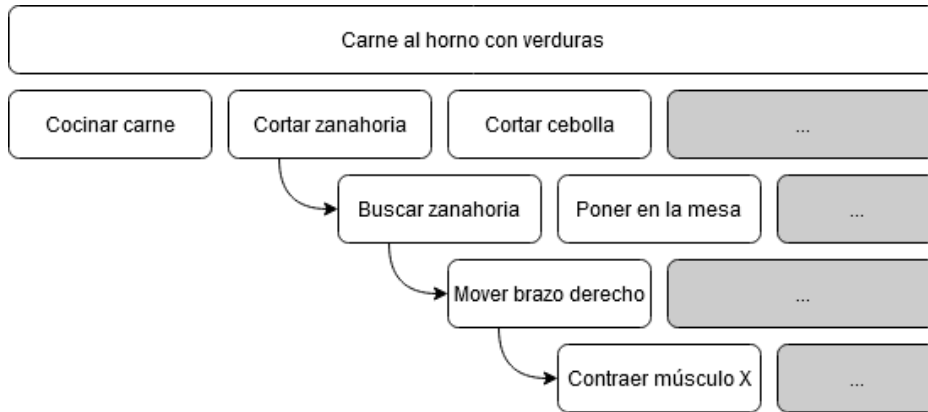 Carne al horno con verduras
Cocinar carne
Cortar zanahoria
Cortar cebolla
...
Buscar zanahoria
Poner en la mesa
...
Mover brazo derecho
...
Contraer músculo X
...